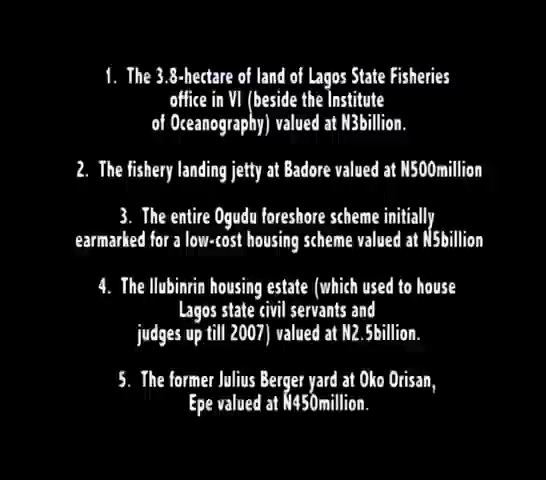 1. The 3.8-hectare of land of Lagos State Fisheries
office in VI (beside the Institute
of Oceanography) valued at N3billion.
2. The fishery landing jetty at Badore valued at N500million
3. The entire Ogudu foreshore scheme initially
earmarked for a low-cost housing scheme valued at N5billion
4. The Ilubinrin housing estate (which used to house
Lagos state civil servants and
judges up till 2007) valued at N2.5billion.
5. The former Julius Berger yard at Oko Orisan,
Epe valued at N450million.